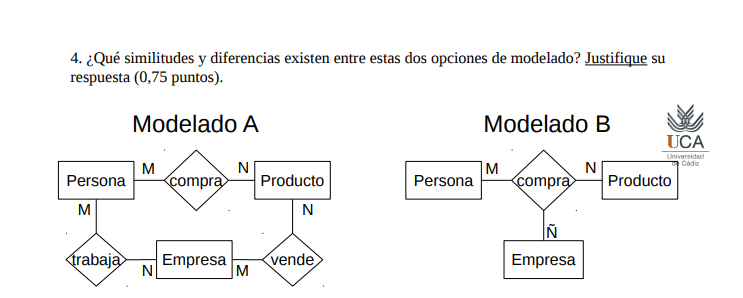 4. ¿Qué similitudes y diferencias existen entre estas dos opciones de modelado? Justifique su
respuesta (0,75 puntos).
Modelado A
Modelado B
UCA
Universidad
de Cádiz
M
N
Persona
compra
Producto
M
N
trabaja
Empresa
vende
N
M
M
N
Persona
compra
Producto
Ñ
Empresa